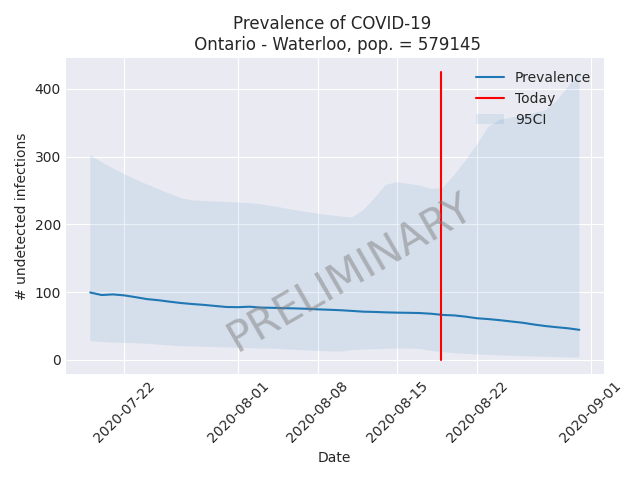 Prevalence of COVID-19
Ontario - Waterloo, pop. = 579145
Prevalence
Today
95CI
400
300
200
100
0
# undetected infections
PRELIMINARY
2020-07-22
2020-08-01
2020-08-08
2020-08-15
2020-08-22
2020-09-01
Date